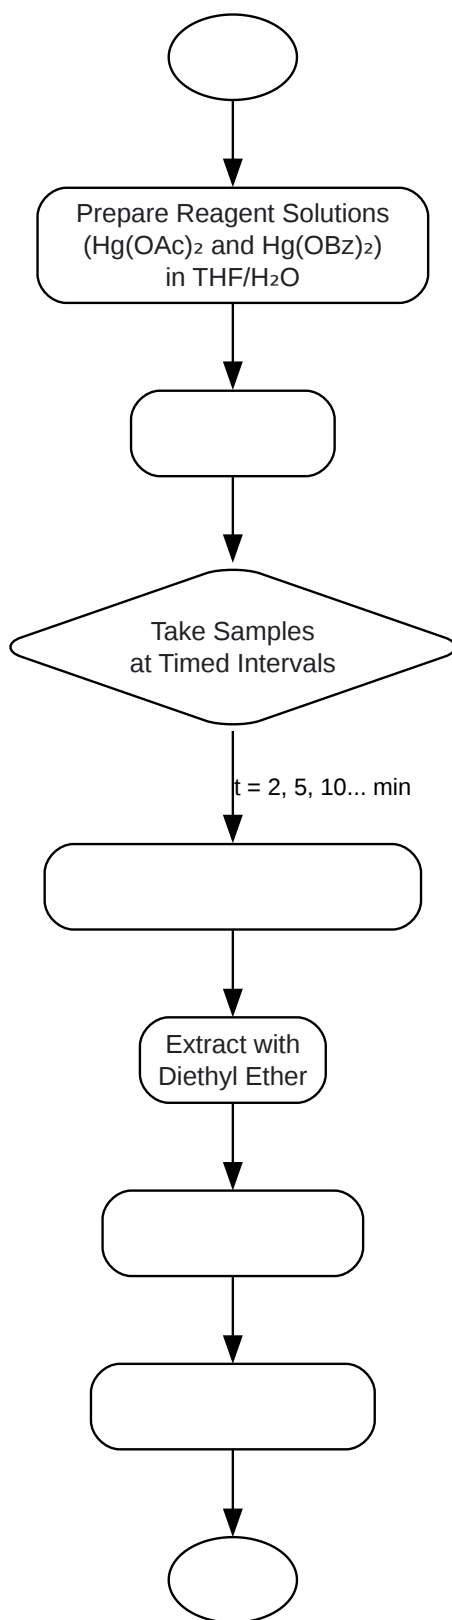 Prepare Reagent Solutions
(Hg(OAc)₂ and Hg(OBz)₂)
in THF/H₂O
Take Samples
at Timed Intervals
t = 2, 5, 10... min
Extract with
Diethyl Ether